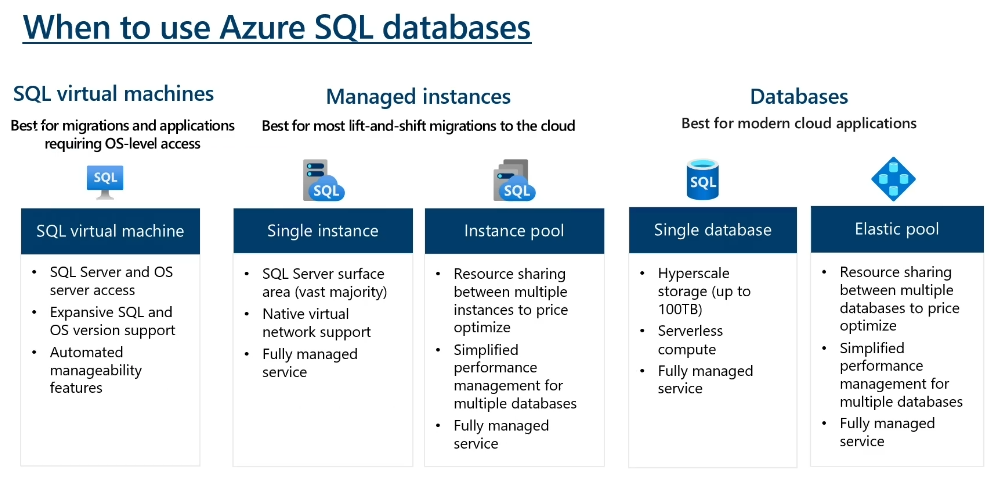 When to use Azure SQL databases
SQL virtual machines
Best for migrations and applications
requiring OS-level access
SQL
SQL virtual machine
• SQL Server and OS
server access
• Expansive SQL and
OS version support
• Automated
manageability
features
Managed instances
Best for most lift-and-shift migrations to the cloud
SQL
Single instance
• SQL Server surface
area (vast majority)
• Native virtual
network support
• Fully managed
service
SQL
Instance pool
• Resource sharing
between multiple
instances to price
optimize
• Simplified
performance
management for
multiple databases
• Fully managed
service
Databases
Best for modern cloud applications
SQL
Single database
• Hyperscale
storage (up to
100TB)
• Serverless
compute
• Fully managed
service
Elastic pool
• Resource sharing
between multiple
databases to price
optimize
• Simplified
performance
management for
multiple databases
• Fully managed
service